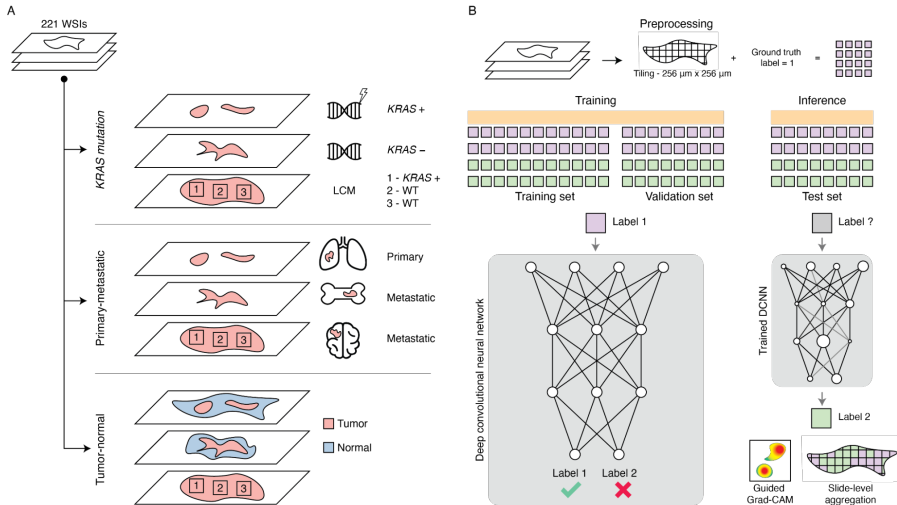 A
221 WSIs
KRAS mutation
KRAS +
KRAS –
1 2 3
LCM
1 - KRAS +
2 - WT
3 - WT
Primary-metastatic
Primary
Metastatic
1 2 3
Metastatic
Tumor-normal
Tumor
Normal
1 2 3
B
Preprocessing
Tiling - 256 µm x 256 µm
+
Ground truth
label = 1
=
Training
Inference
Training set
Validation set
Test set
Label 1
Label ?
Deep convolutional neural network
Label 1
Label 2
Trained DCNN
Label 2
Guided
Grad-CAM
Slide-level
aggregation